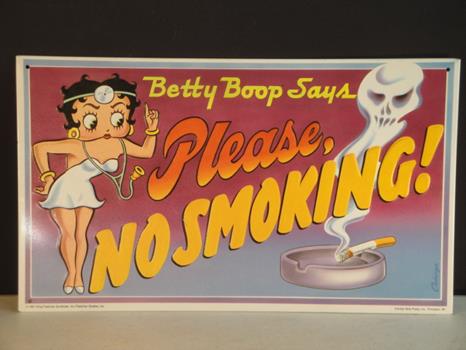 Betty Boop Says
Please,
NO SMOKING!